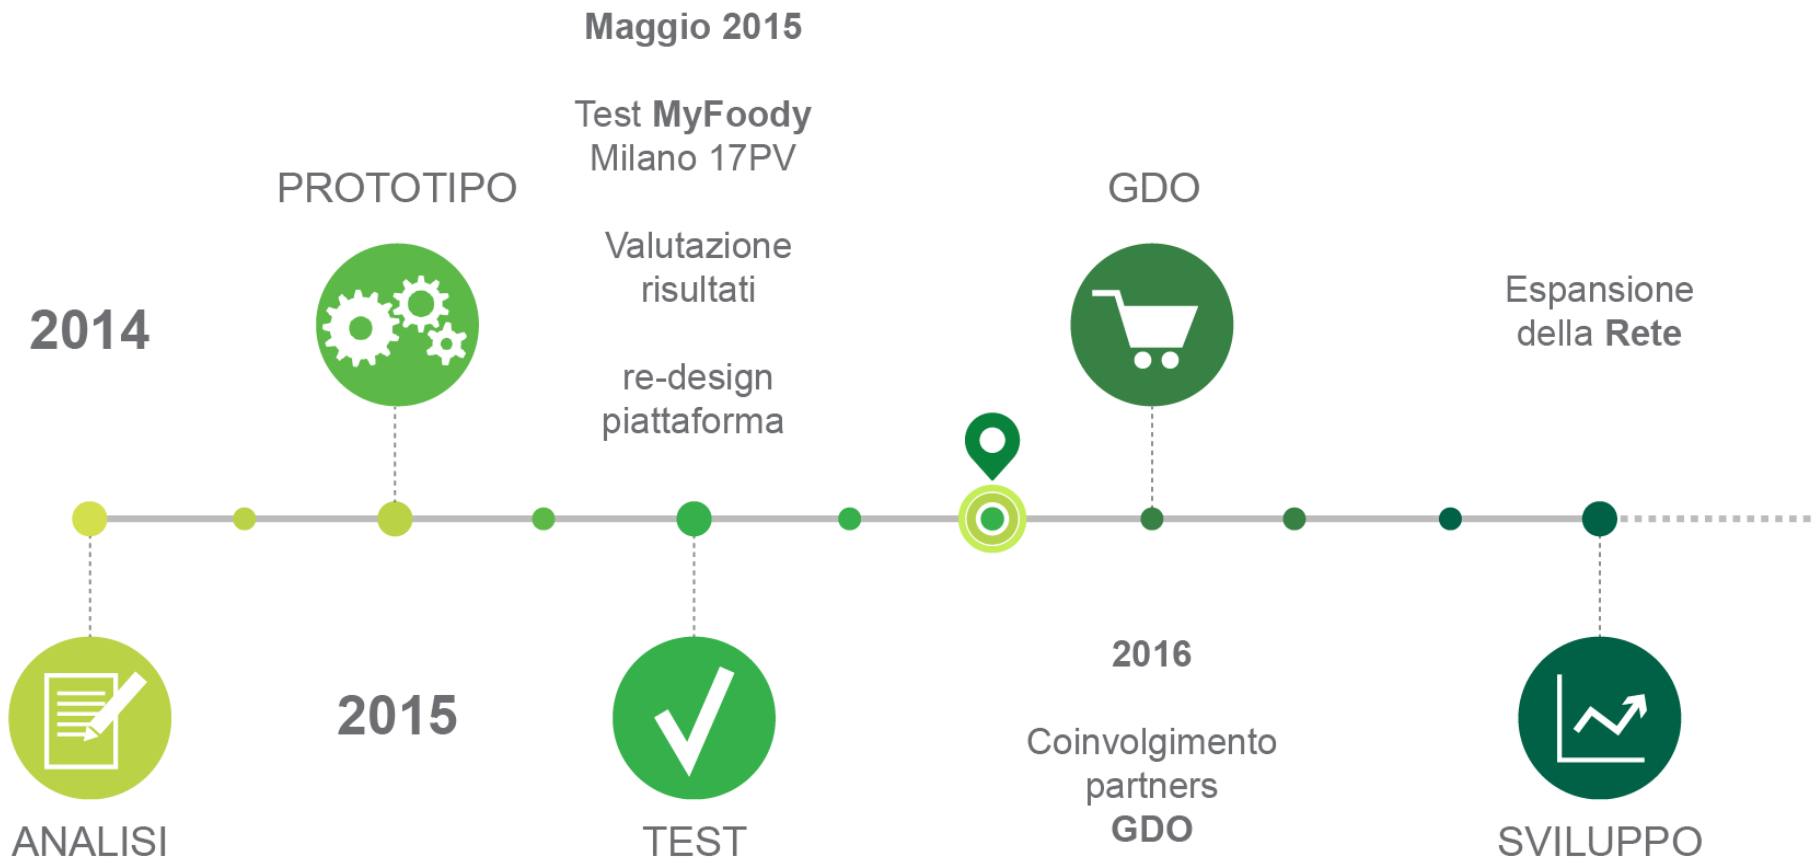 Maggio 2015
Test MyFoody
Milano 17PV
Valutazione
risultati
re-design
piattaforma
PROTOTIPO
GDO
2014
Espansione
della Rete
2015
2016
Coinvolgimento
partners
GDO
ANALISI
TEST
SVILUPPO